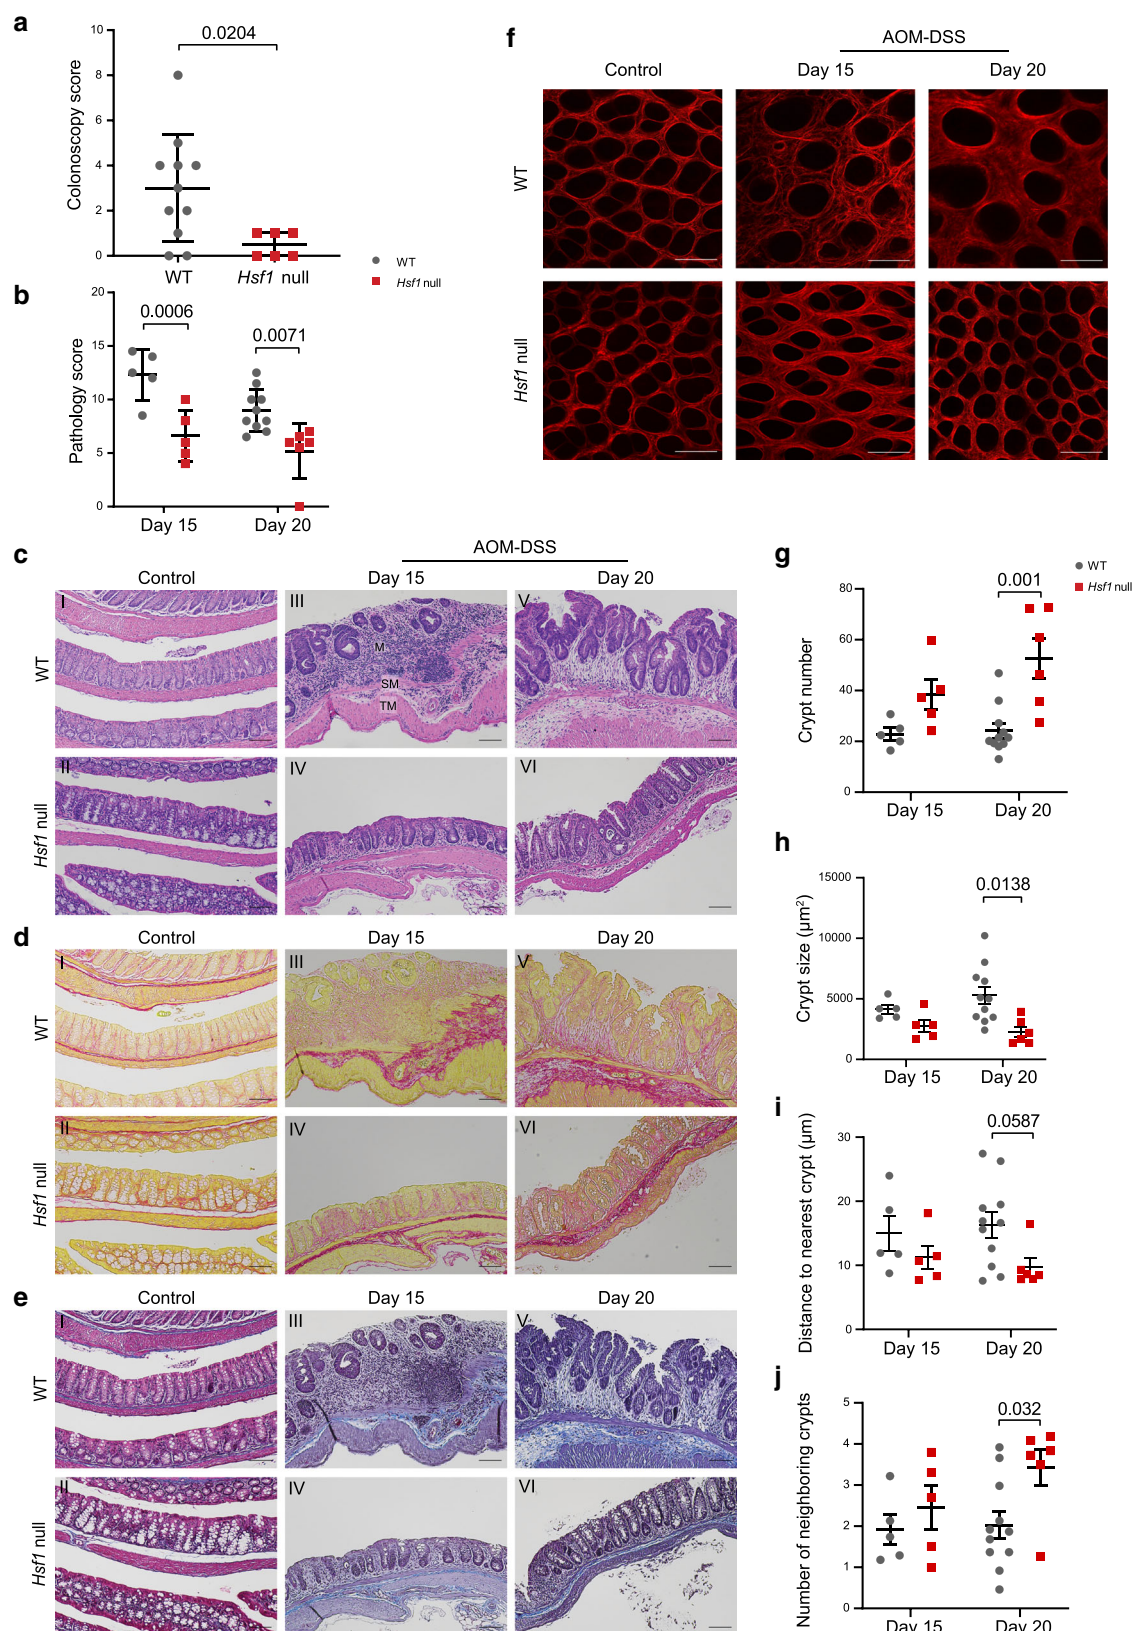 a
Colonoscopy score
10
8
6
4
2
0
0.0204
WT
Hsf1 null
WT
Hsf1 null
b
Pathology score
20
15
10
5
0
0.0006
0.0071
Day 15
Day 20
f
AOM-DSS
Control
Day 15
Day 20
WT
Hsf1 null
c
AOM-DSS
Control
Day 15
Day 20
WT
Hsf1 null
I
III
M
SM
TM
V
II
IV
VI
d
Control
Day 15
Day 20
WT
Hsf1 null
I
III
V
II
IV
VI
e
Control
Day 15
Day 20
WT
Hsf1 null
I
III
V
II
IV
VI
g
WT
Hsf1 null
Crypt number
80
60
40
20
0
0.001
Day 15
Day 20
h
Crypt size (µm²)
15000
10000
5000
0
0.0138
Day 15
Day 20
i
Distance to nearest crypt (µm)
30
20
10
0
0.0587
Day 15
Day 20
j
Number of neighboring crypts
5
4
3
2
1
0
0.032
Day 15
Day 20